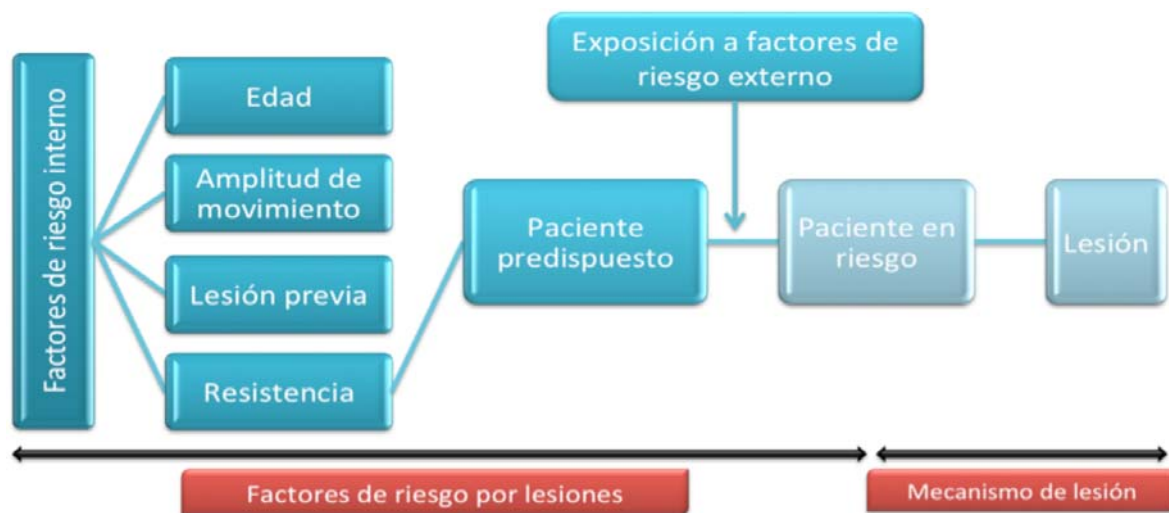 Factores de riesgo interno
Edad
Amplitud de
movimiento
Lesión previa
Resistencia
Paciente
predispuesto
Exposición a factores de
riesgo externo
Paciente en
riesgo
Lesión
Factores de riesgo por lesiones
Mecanismo de lesión